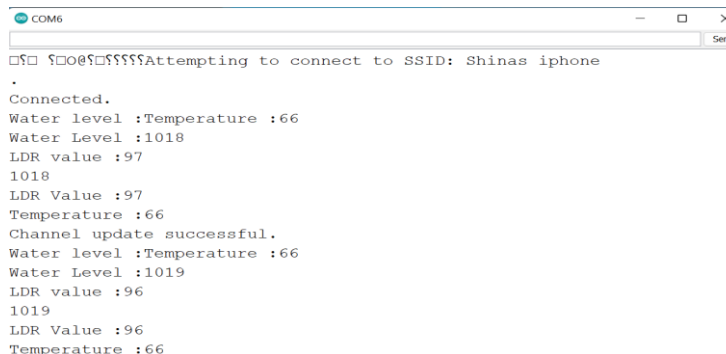 COM6
Sen
Attempting to connect to SSID: Shinas iphone
.
Connected.
Water level :Temperature :66
Water Level :1018
LDR value :97
1018
LDR Value :97
Temperature :66
Channel update successful.
Water level :Temperature :66
Water Level :1019
LDR value :96
1019
LDR Value :96
Temperature :66